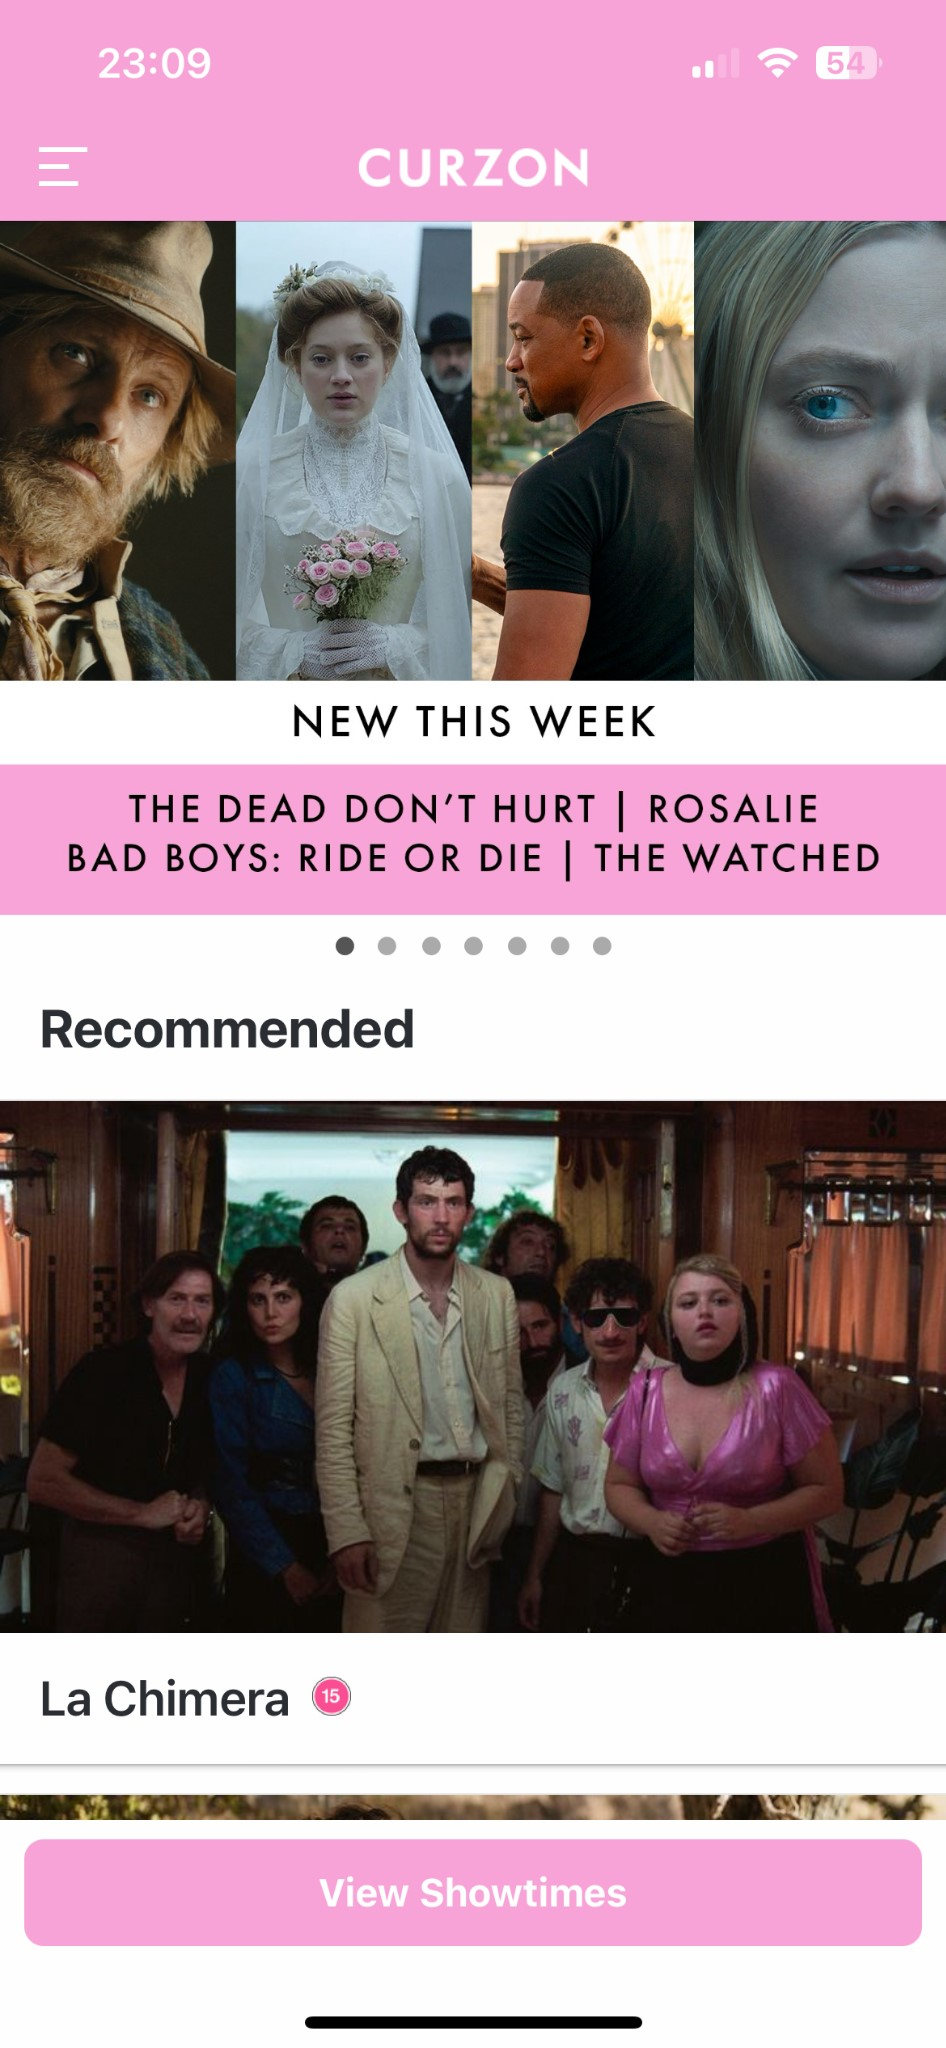 23:09
54
CURZON
NEW THIS WEEK
THE DEAD DON’T HURT | ROSALIE
BAD BOYS: RIDE OR DIE | THE WATCHED
Recommended
La Chimera 15
View Showtimes